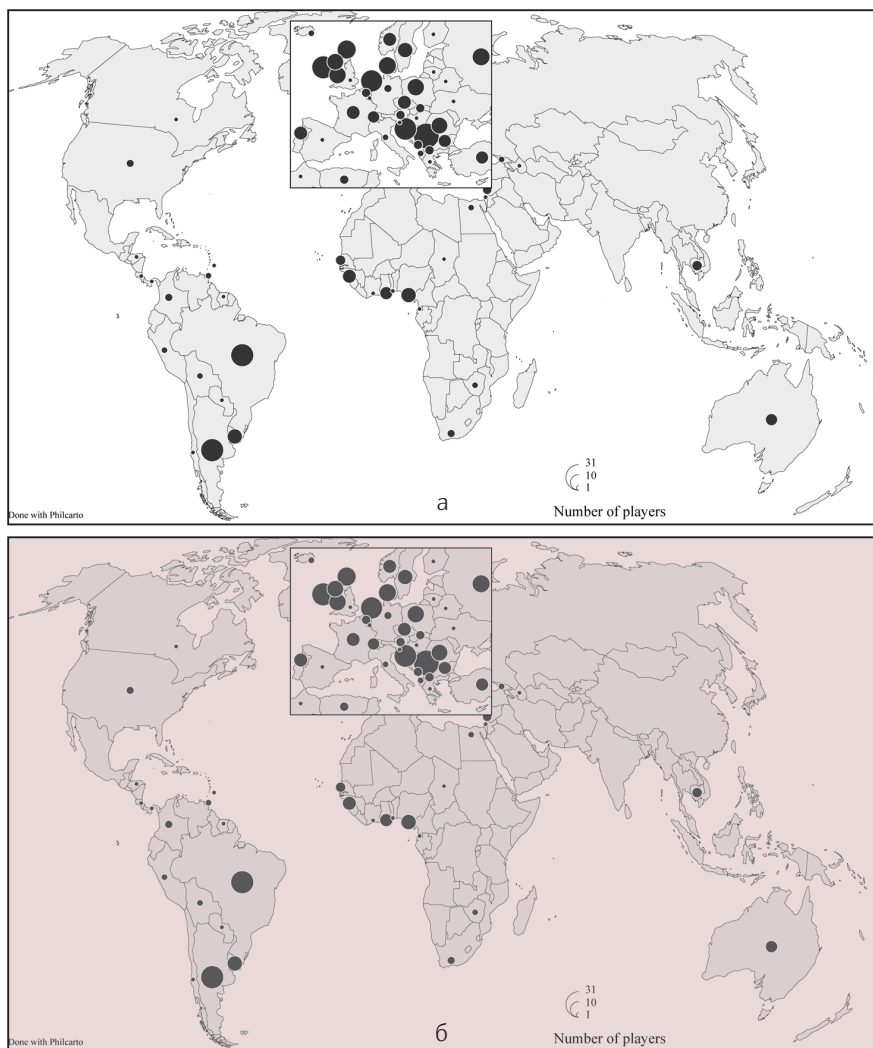 31
10
1
а
Done with Philcarto
Number of players
31
10
1
б
Done with Philcarto
Number of players